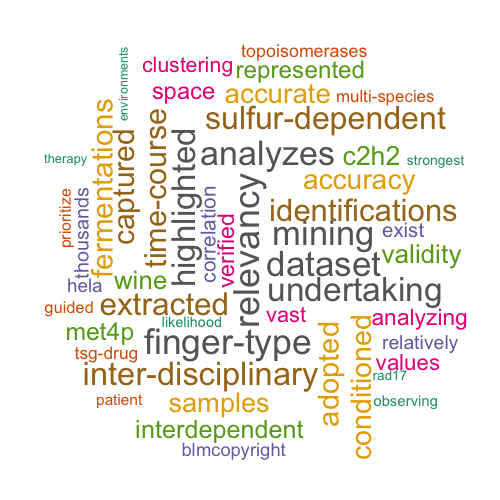 topoisomerases
clustering
represented
environments
space
accurate
multi-species
sulfur-dependent
fermentations
captured
time-course
highlighted
analyzes
c2h2
strongest
therapy
accuracy
relevancy
prioritize
thousands
correlation
verified
identifications
mining
exist
dataset
validity
hela
wine
undertaking
guided
extracted
likelihood
vast
analyzing
met4p
finger-type
adopted
conditioned
relatively
tsg-drug
values
inter-disciplinary
rad17
patient
samples
observing
interdependent
blmcopyright